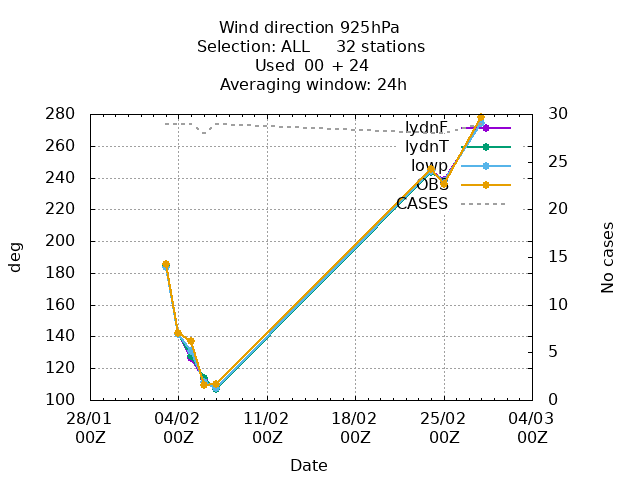 Wind direction 925hPa
Selection: ALL 32 stations
Used 00 + 24
Averaging window: 24h
280 30
260 25
240
220 20
200
180 15
160 10
140
120 5
100 0
deg
No cases
lydnF
lydnT
lowp
OBS
CASES
28/01 04/02 11/02 18/02 25/02 04/03
00Z 00Z 00Z 00Z 00Z 00Z
Date